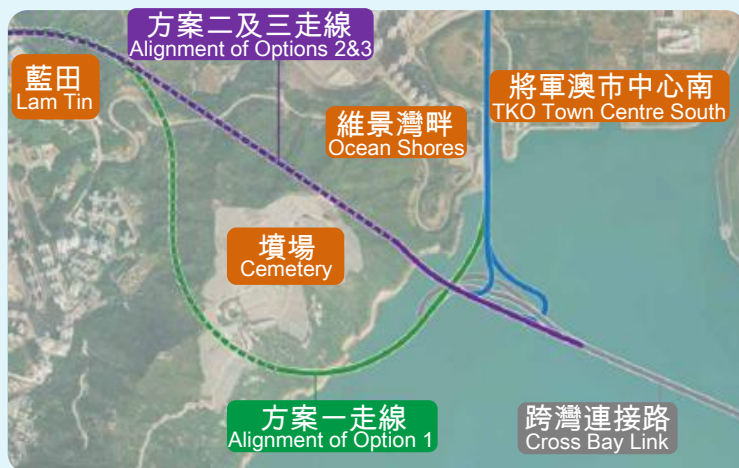 方案二及三走線
Alignment of Options 2&3
藍田
Lam Tin
將軍澳市中心南
TKO Town Centre South
維景灣畔
Ocean Shores
墳場
Cemetery
方案一走線
Alignment of Option 1
跨灣連接路
Cross Bay Link